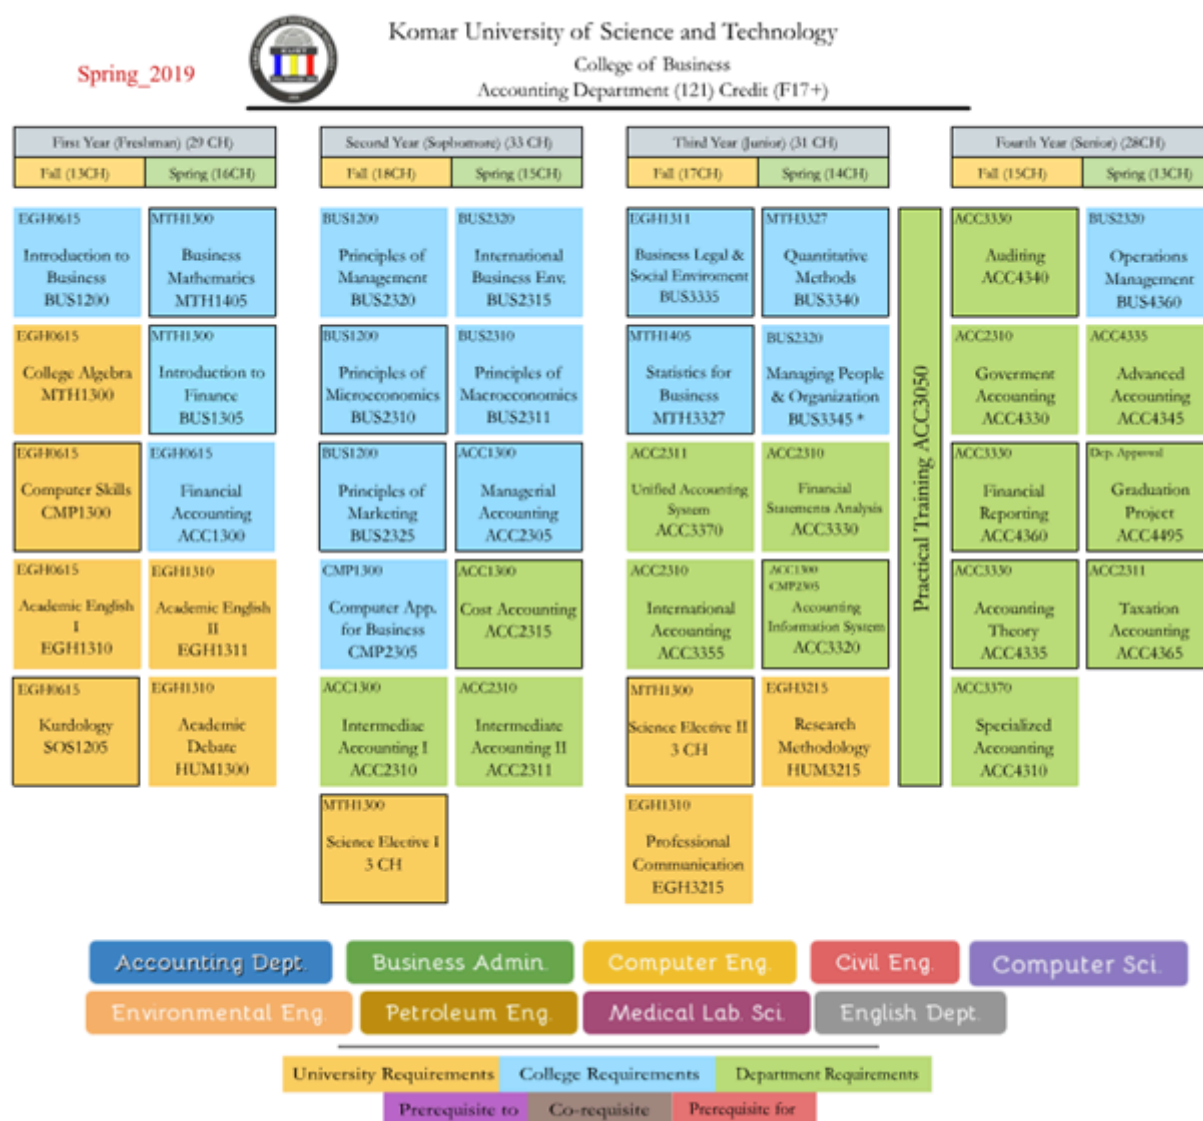 Spring_2019
Komar University of Science and Technology
College of Business
Accounting Department (121) Credit (F17+)
First Year (Freshman) (29 CH)
Fall (13CH)
Spring (16CH)
Second Year (Sophomore) (33 CH)
Fall (18CH)
Spring (15CH)
Third Year (Junior) (31 CH)
Fall (17CH)
Spring (14CH)
Fourth Year (Senior) (28CH)
Fall (15CH)
Spring (13CH)
EGH0615
Introduction to
Business
BUS1200
MTH1300
Business
Mathematics
MTH1405
BUS1200
Principles of
Management
BUS2320
BUS2320
International
Business Env.
BUS2315
EGH1311
Business Legal &
Social Enviroment
BUS3335
MTH3327
Quantitative
Methods
BUS3340
Practical Training ACC3050
ACC3330
Auditing
ACC4340
BUS2320
Operations
Management
BUS4360
EGH0615
College Algebra
MTH1300
MTH1300
Introduction to
Finance
BUS1305
BUS1200
Principles of
Microeconomics
BUS2310
BUS2310
Principles of
Macroeconomics
BUS2311
MTH1405
Statistics for
Business
MTH3327
BUS2320
Managing People
& Organization
BUS3345 *
ACC2310
Goverment
Accounting
ACC4330
ACC4335
Advanced
Accounting
ACC4345
EGH0615
Computer Skills
CMP1300
EGH0615
Financial
Accounting
ACC1300
BUS1200
Principles of
Marketing
BUS2325
ACC1300
Managerial
Accounting
ACC2305
ACC2311
Unified Accounting
System
ACC3370
ACC2310
Financial
Statements Analysis
ACC3330
ACC3330
Financial
Reporting
ACC4360
Dep. Approval
Graduation
Project
ACC4495
EGH0615
Academic English
I
EGH1310
EGH1310
Academic English
II
EGH1311
CMP1300
Computer App.
for Business
CMP2305
ACC1300
Cost Accounting
ACC2315
ACC2310
International
Accounting
ACC3355
ACC1300
CMP2305
Accounting
Information System
ACC3320
ACC3330
Accounting
Theory
ACC4335
ACC2311
Taxation
Accounting
ACC4365
EGH0615
Kurdology
SOS1205
EGH1310
Academic
Debate
HUM1300
ACC1300
Intermediae
Accounting I
ACC2310
ACC2310
Intermediate
Accounting II
ACC2311
MTH1300
Science Elective II
3 CH
EGH3215
Research
Methodology
HUM3215
ACC3370
Specialized
Accounting
ACC4310
MTH1300
Science Elective I
3 CH
EGH1310
Professional
Communication
EGH3215
Accounting Dept.
Business Admin.
Computer Eng.
Civil Eng.
Computer Sci.
Environmental Eng.
Petroleum Eng.
Medical Lab. Sci.
English Dept.
University Requirements
College Requirements
Department Requirements
Prerequisite to
Co-requisite
Prerequisite for